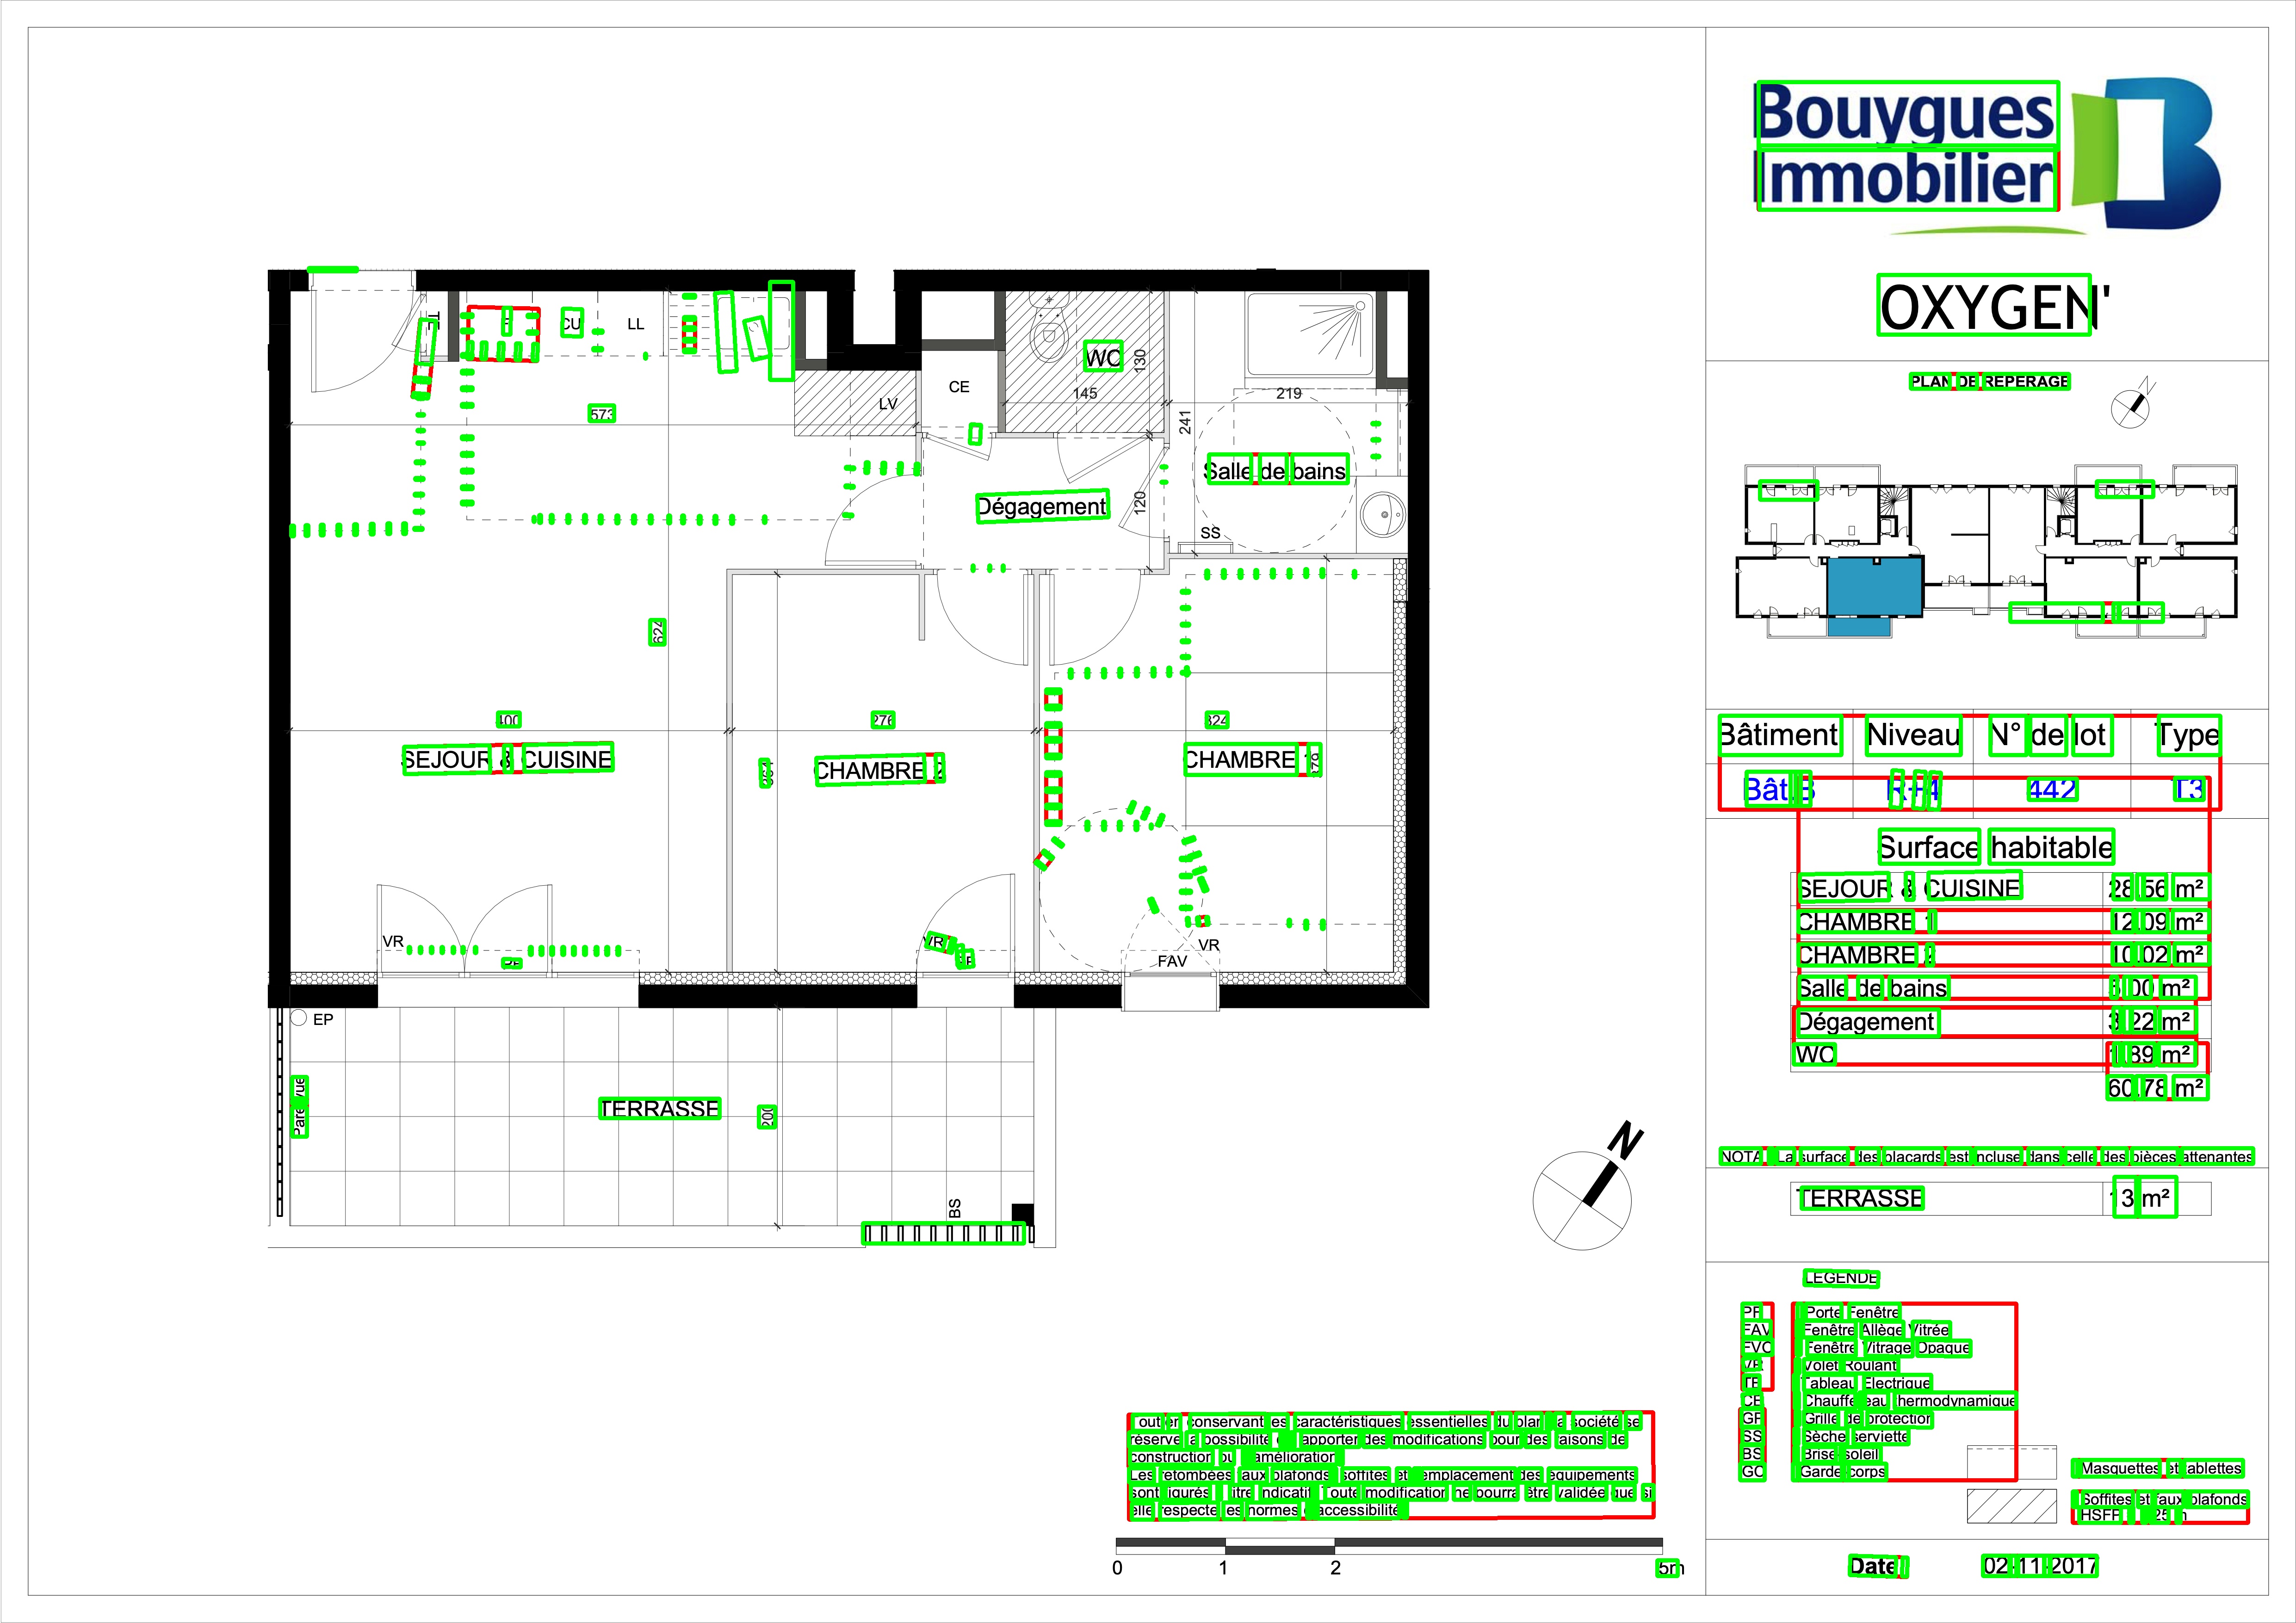 Bouygues
Immobilier
OXYGEN'
PLAN DE REPERAGE
N
TE
CU
LL
573
LV
CE
WC
130
145
219
241
Salle de bains
Dégagement
120
SS
624
400
276
324
SEJOUR & CUISINE
CHAMBRE 2
CHAMBRE
VR
VR
VR
FAV
EP
Pare vue
TERRASSE
200
BS
N
Bâtiment Niveau N° de lot Type
Bât.B R+4 442 T3
Surface habitable
SEJOUR & CUISINE 28.56 m²
CHAMBRE 1 12.09 m²
CHAMBRE 2 10.02 m²
Salle de bains 5.00 m²
Dégagement 3.22 m²
WC 1.89 m²
60.78 m²
NOTA : La surface des placards est incluse dans celle des pièces attenantes
TERRASSE 13 m²
LEGENDE
PF : Porte Fenêtre
FAV : Fenêtre Allège Vitrée
FVO : Fenêtre Vitrage Opaque
VR : Volet Roulant
TE : Tableau Electrique
CE : Chauffe eau thermodynamique
GP : Grille de protection
SS : Sèche serviette
BS : Brise soleil
GC : Garde corps
: Masquettes et tablettes
: Soffites et faux plafonds
Tout en conservant les caractéristiques essentielles du plan, la société se
réserve la possibilité d'apporter des modifications pour des raisons de
construction ou d'amélioration.
Les retombées, faux plafonds, soffites et emplacement des équipements
sont figurés à titre indicatif. Toute modification ne pourra être validée que si
elle respecte les normes d'accessibilité.
0 1 2 5m
Date : 02-11-2017